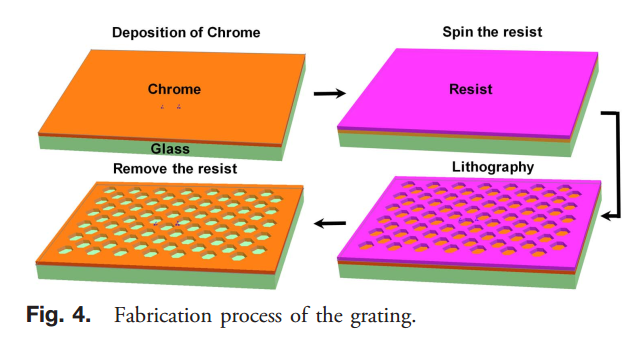 Deposition of Chrome
Spin the resist
Chrome
Resist
Glass
Remove the resist
Lithography
Fig. 4. Fabrication process of the grating.